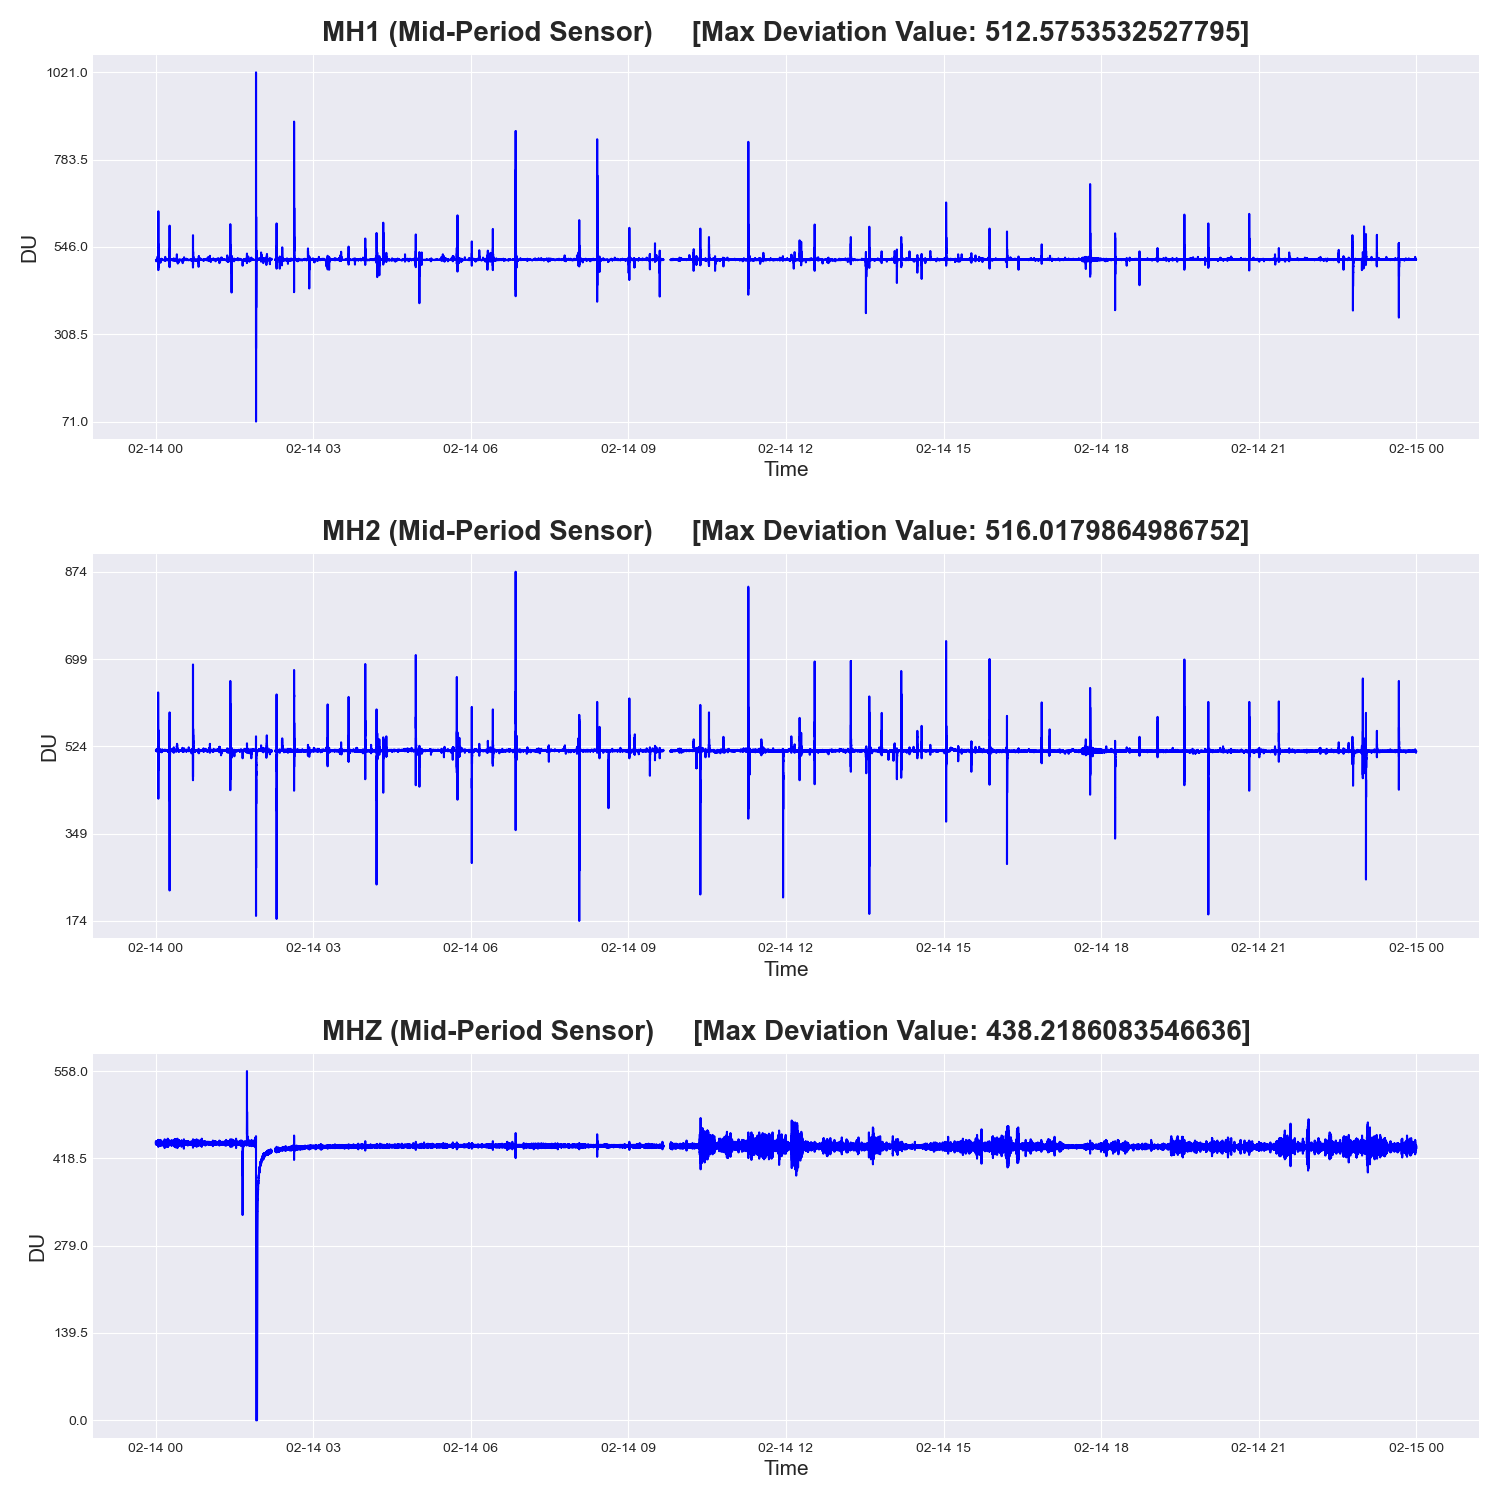 MH1 (Mid-Period Sensor) [Max Deviation Value: 512.5753532527795]
1021.0
783.5
546.0
308.5
71.0
DU
02-14 00 02-14 03 02-14 06 02-14 09 02-14 12 02-14 15 02-14 18 02-14 21 02-15 00
Time
MH2 (Mid-Period Sensor) [Max Deviation Value: 516.0179864986752]
874
699
524
349
174
DU
02-14 00 02-14 03 02-14 06 02-14 09 02-14 12 02-14 15 02-14 18 02-14 21 02-15 00
Time
MHZ (Mid-Period Sensor) [Max Deviation Value: 438.2186083546636]
558.0
418.5
279.0
139.5
0.0
DU
02-14 00 02-14 03 02-14 06 02-14 09 02-14 12 02-14 15 02-14 18 02-14 21 02-15 00
Time